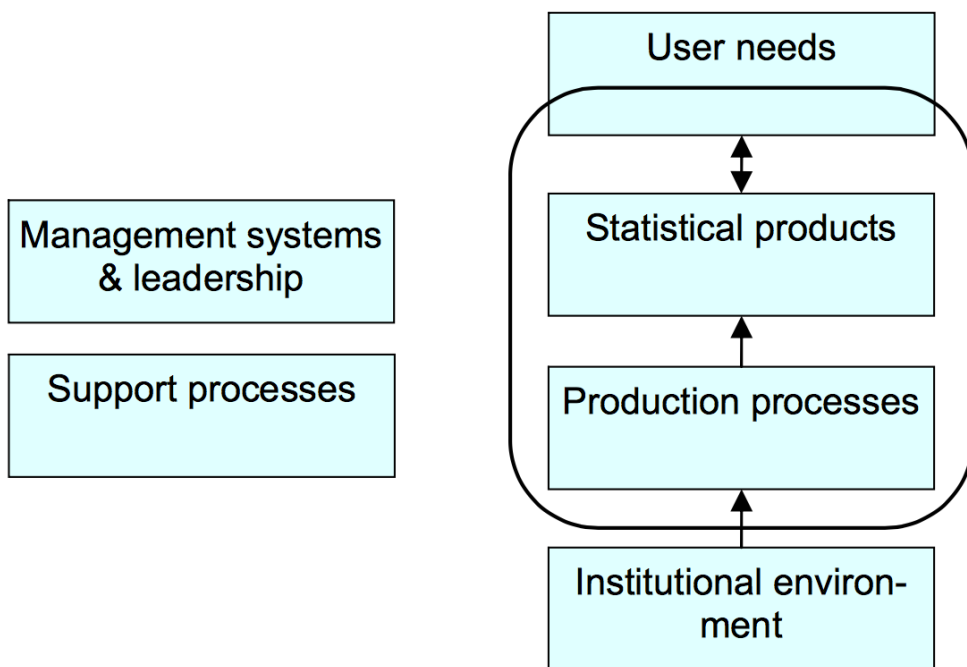 User needs
Management systems
& leadership
Statistical products
Support processes
Production processes
Institutional environ-
ment